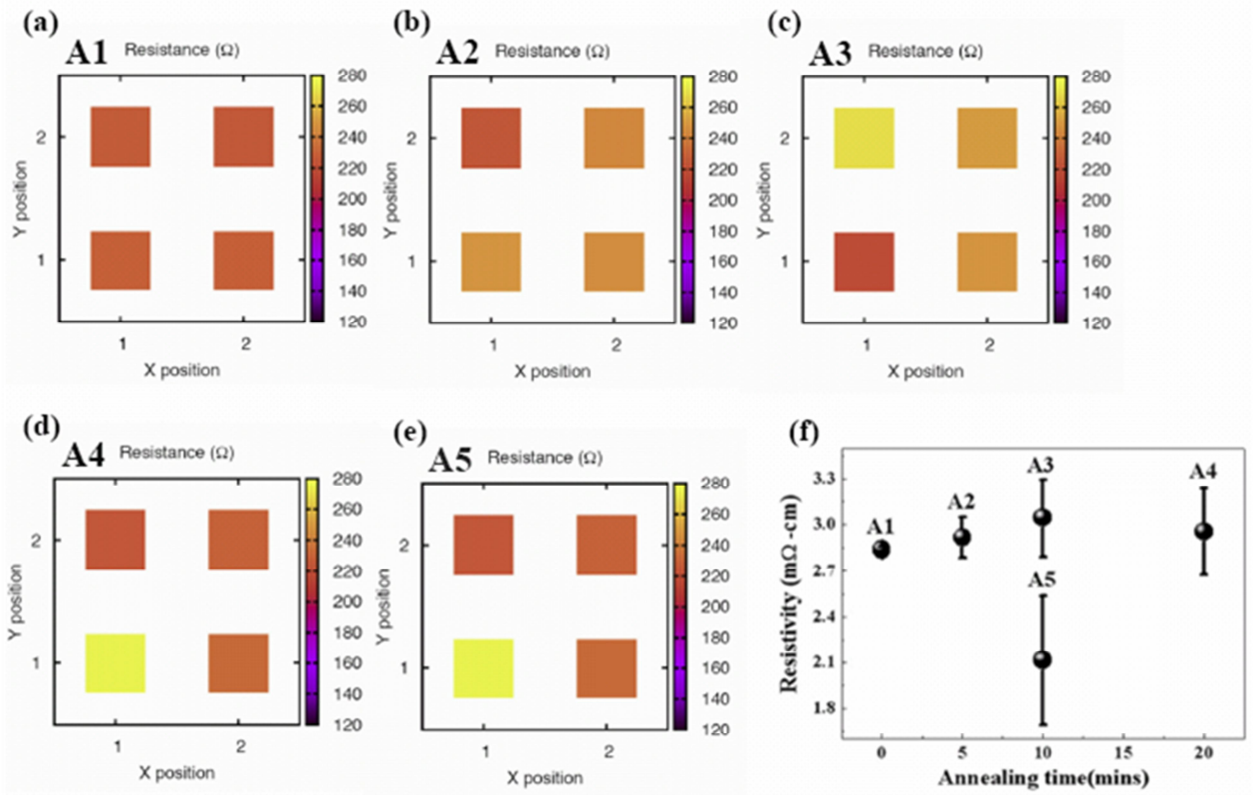 (a)
A1 Resistance (Ω)
280
260
240
220
200
180
160
140
120
2
1
Y position
1 2
X position
(b)
A2 Resistance (Ω)
280
260
240
220
200
180
160
140
120
2
1
Y position
1 2
X position
(c)
A3 Resistance (Ω)
280
260
240
220
200
180
160
140
120
2
1
Y position
1 2
X position
(d)
A4 Resistance (Ω)
280
260
240
220
200
180
160
140
120
2
1
Y position
1 2
X position
(e)
A5 Resistance (Ω)
280
260
240
220
200
180
160
140
120
2
1
Y position
1 2
X position
(f)
3.3
3.0
2.7
2.4
2.1
1.8
Resistivity (mΩ -cm)
A1
A2
A3
A4
A5
0 5 10 15 20
Annealing time(mins)